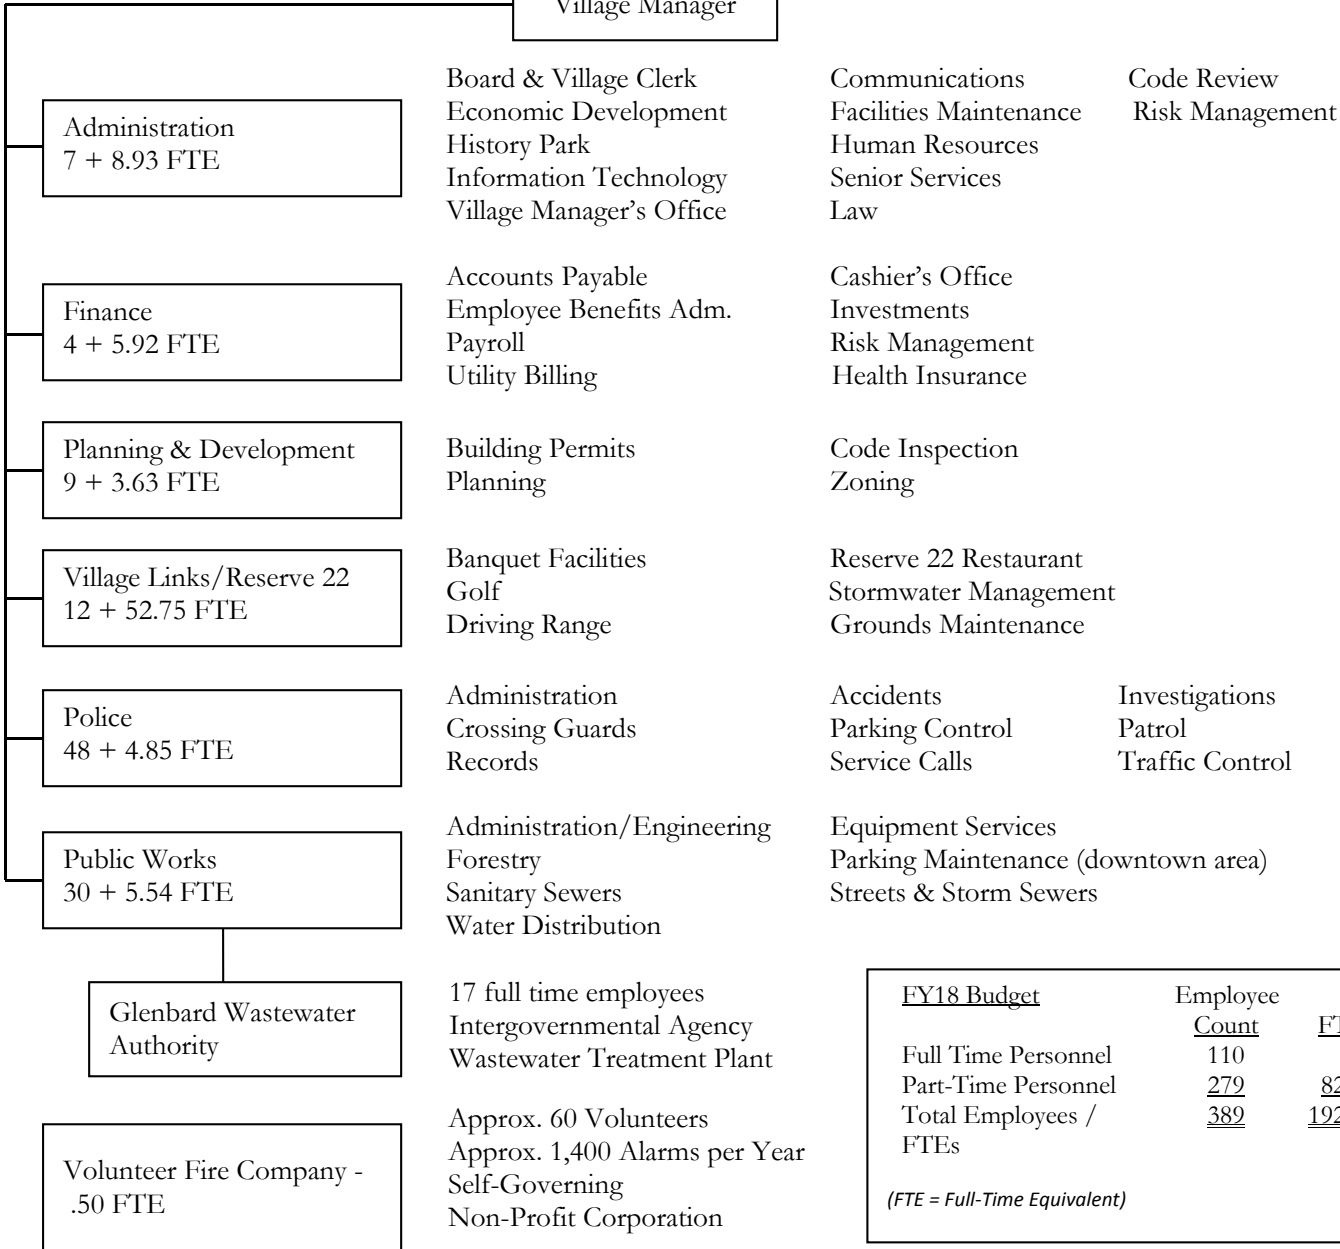 Village Manager
Administration
7 + 8.93 FTE
Board & Village Clerk Communications Code Review
Economic Development Facilities Maintenance Risk Management
History Park Human Resources
Information Technology Senior Services
Village Manager’s Office Law
Finance
4 + 5.92 FTE
Accounts Payable Cashier’s Office
Employee Benefits Adm. Investments
Payroll Risk Management
Utility Billing Health Insurance
Planning & Development
9 + 3.63 FTE
Building Permits Code Inspection
Planning Zoning
Village Links/Reserve 22
12 + 52.75 FTE
Banquet Facilities Reserve 22 Restaurant
Golf Stormwater Management
Driving Range Grounds Maintenance
Police
48 + 4.85 FTE
Administration Accidents Investigations
Crossing Guards Parking Control Patrol
Records Service Calls Traffic Control
Public Works
30 + 5.54 FTE
Administration/Engineering Equipment Services
Forestry Parking Maintenance (downtown area)
Sanitary Sewers Streets & Storm Sewers
Water Distribution
Glenbard Wastewater
Authority
17 full time employees
Intergovernmental Agency
Wastewater Treatment Plant
Volunteer Fire Company -
.50 FTE
Approx. 60 Volunteers
Approx. 1,400 Alarms per Year
Self-Governing
Non-Profit Corporation
FY18 Budget Employee
Count
Full Time Personnel 110
Part-Time Personnel 279 82
Total Employees / 389 192
FTEs
(FTE = Full-Time Equivalent)